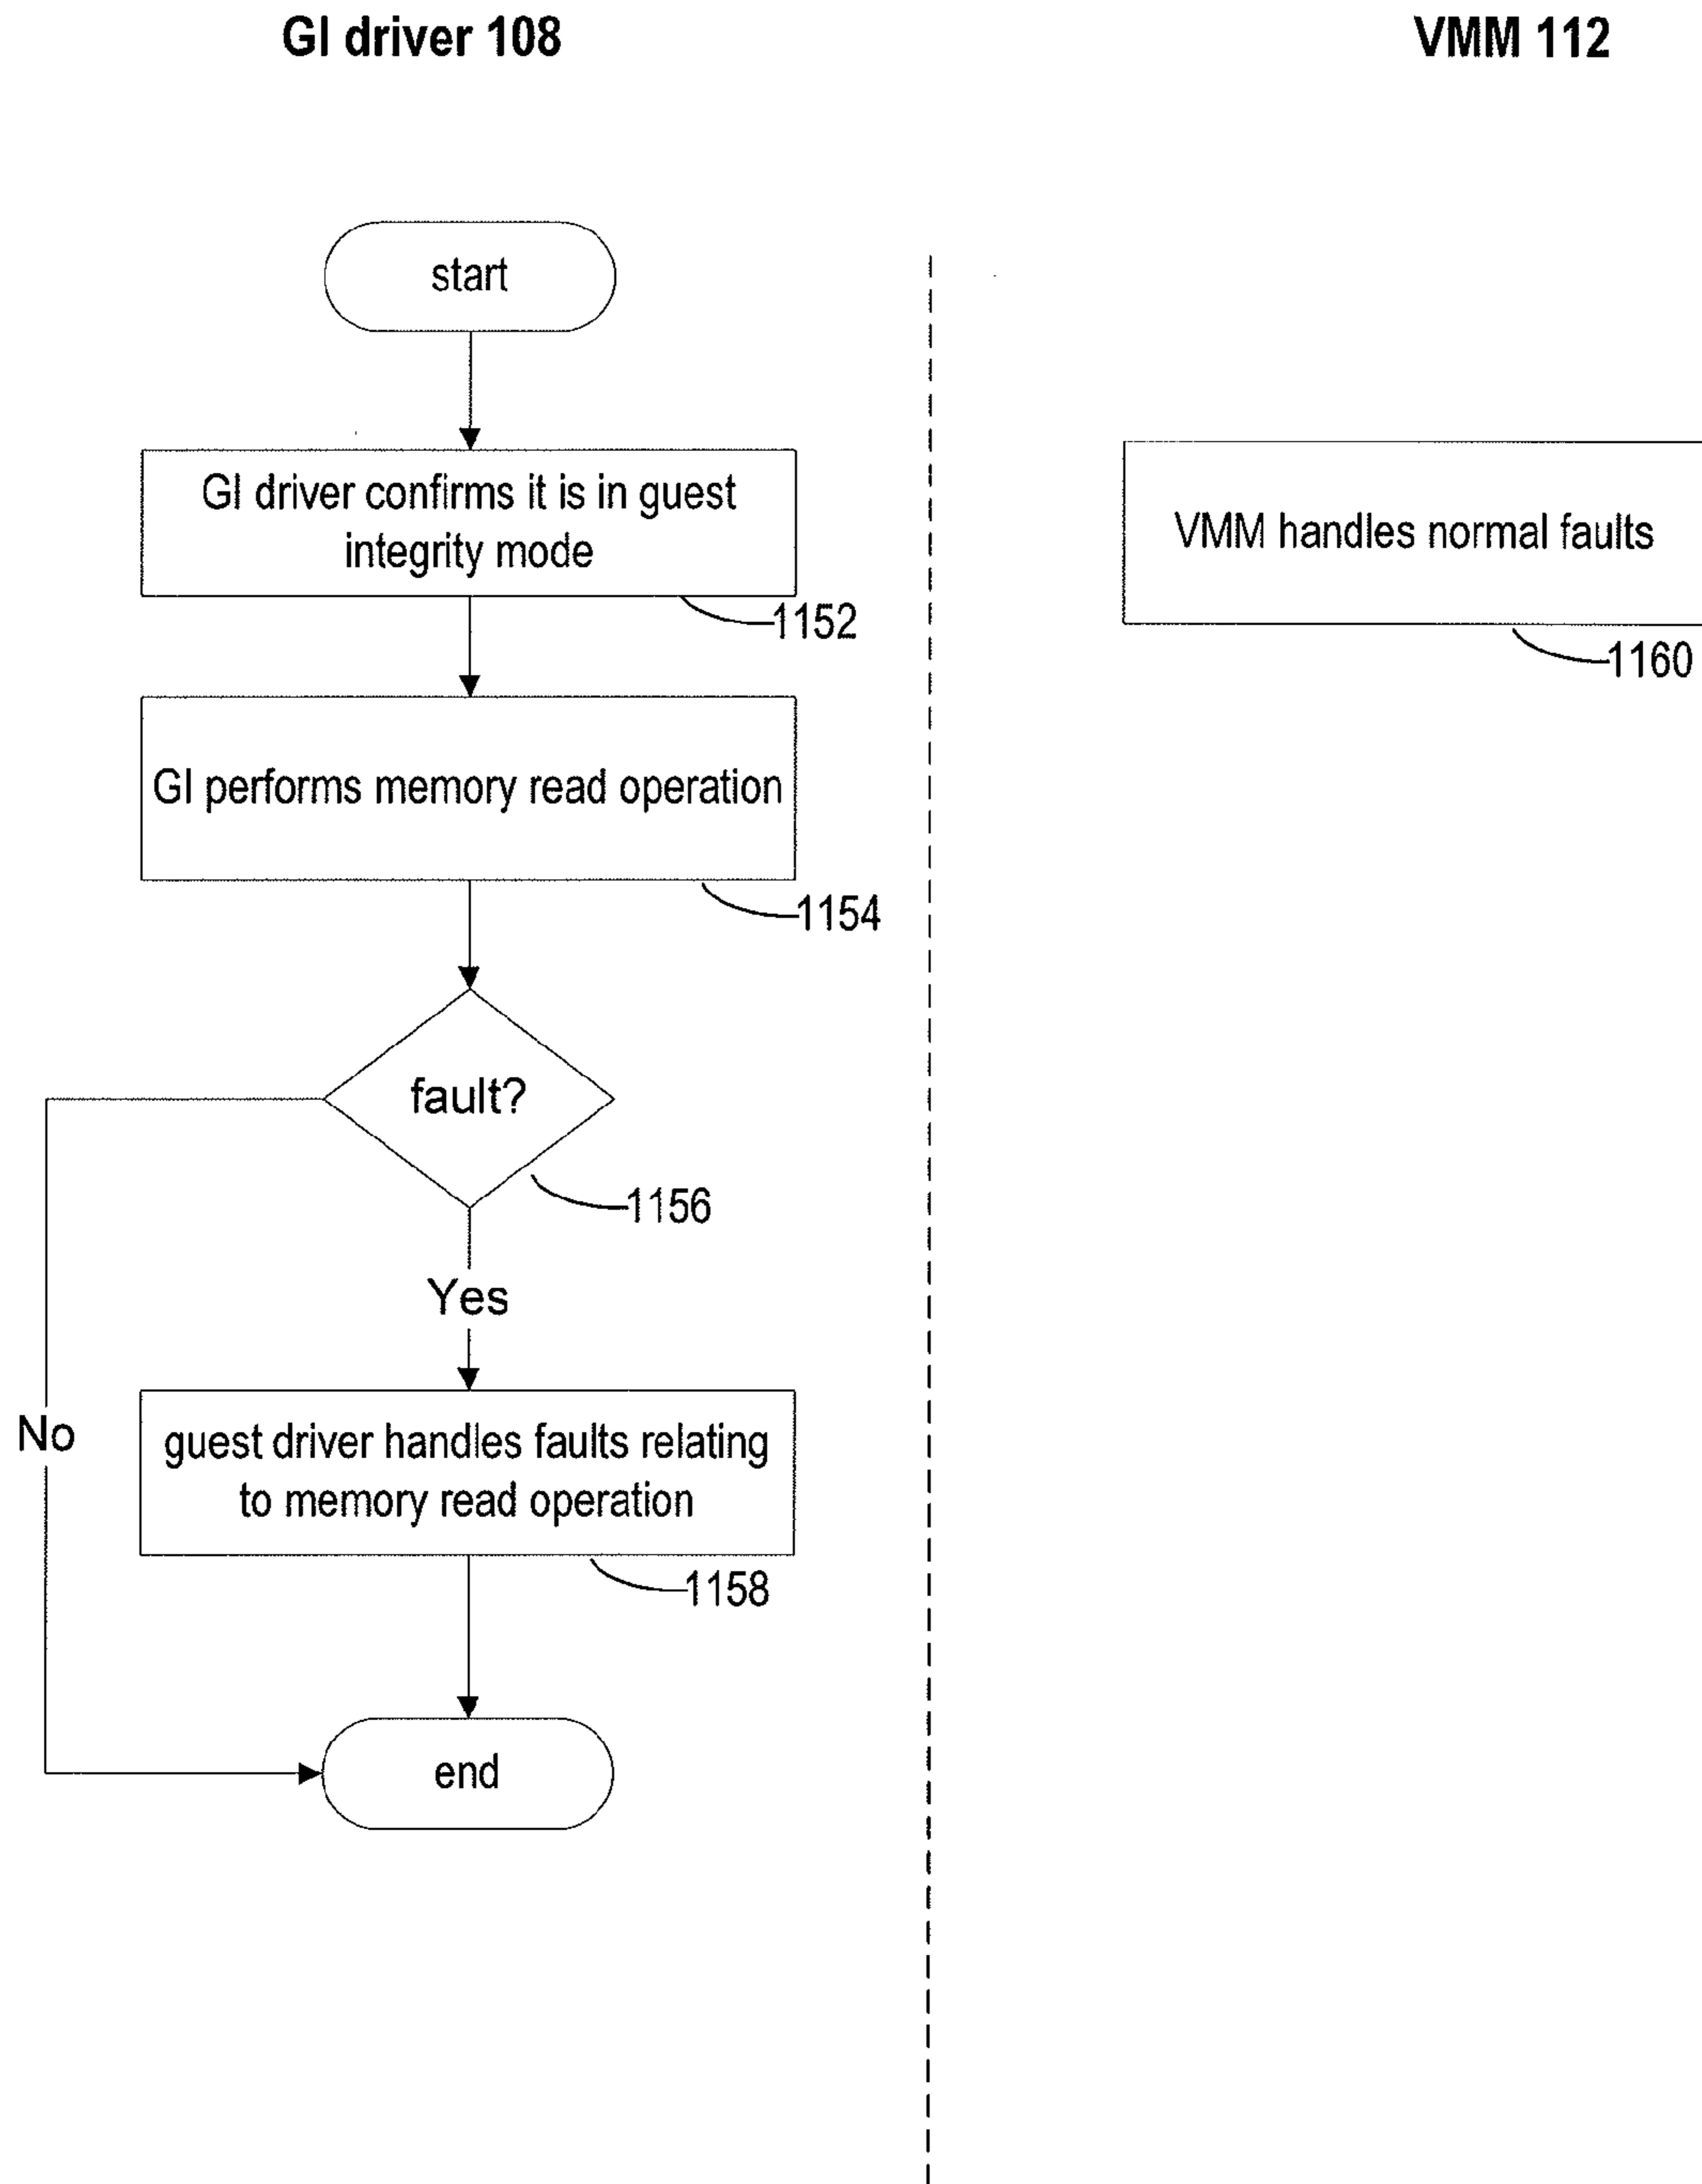 GI driver 108
VMM 112
start
GI driver confirms it is in guest
integrity mode
1152
VMM handles normal faults
1160
GI performs memory read operation
1154
fault?
1156
Yes
No
guest driver handles faults relating
to memory read operation
1158
end